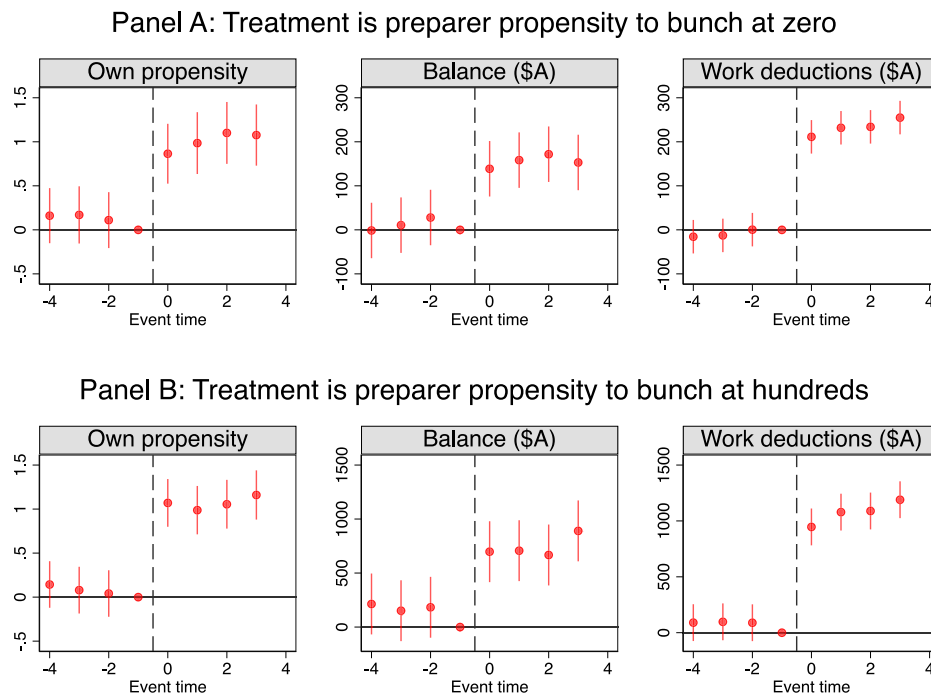 Panel A: Treatment is preparer propensity to bunch at zero
Own propensity
1.5
1
.5
0
-.5
-4 -2 0 2 4
Event time
Balance ($A)
300
200
100
0
-100
-4 -2 0 2 4
Event time
Work deductions ($A)
300
200
100
0
-100
-4 -2 0 2 4
Event time
Panel B: Treatment is preparer propensity to bunch at hundreds
Own propensity
1.5
1
.5
0
-.5
-4 -2 0 2 4
Event time
Balance ($A)
1500
1000
500
0
-4 -2 0 2 4
Event time
Work deductions ($A)
1500
1000
500
0
-4 -2 0 2 4
Event time